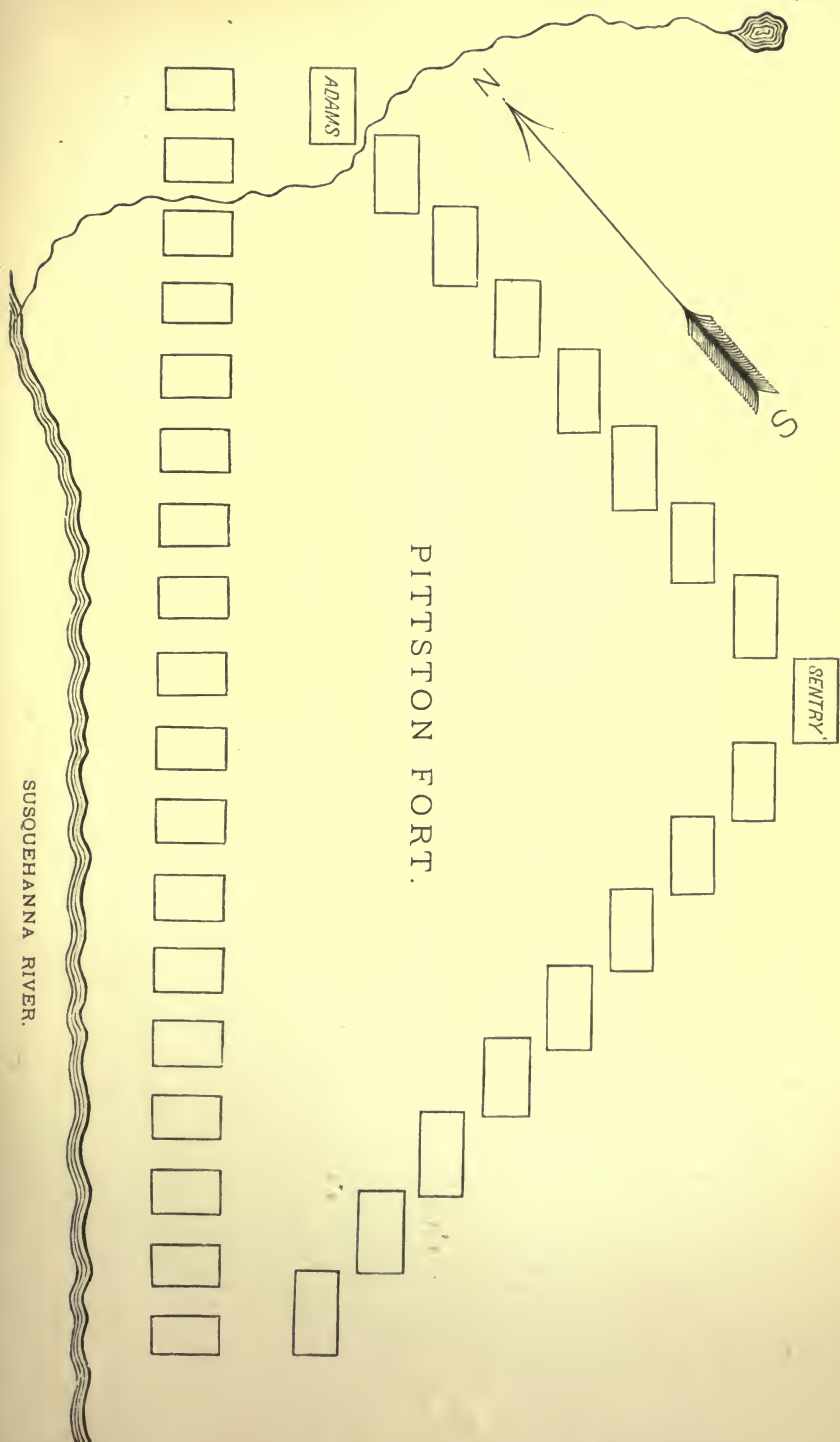 SENTRY
S
N
ADAMS
PITTSTON FORT.
SUSQUEHANNA RIVER.